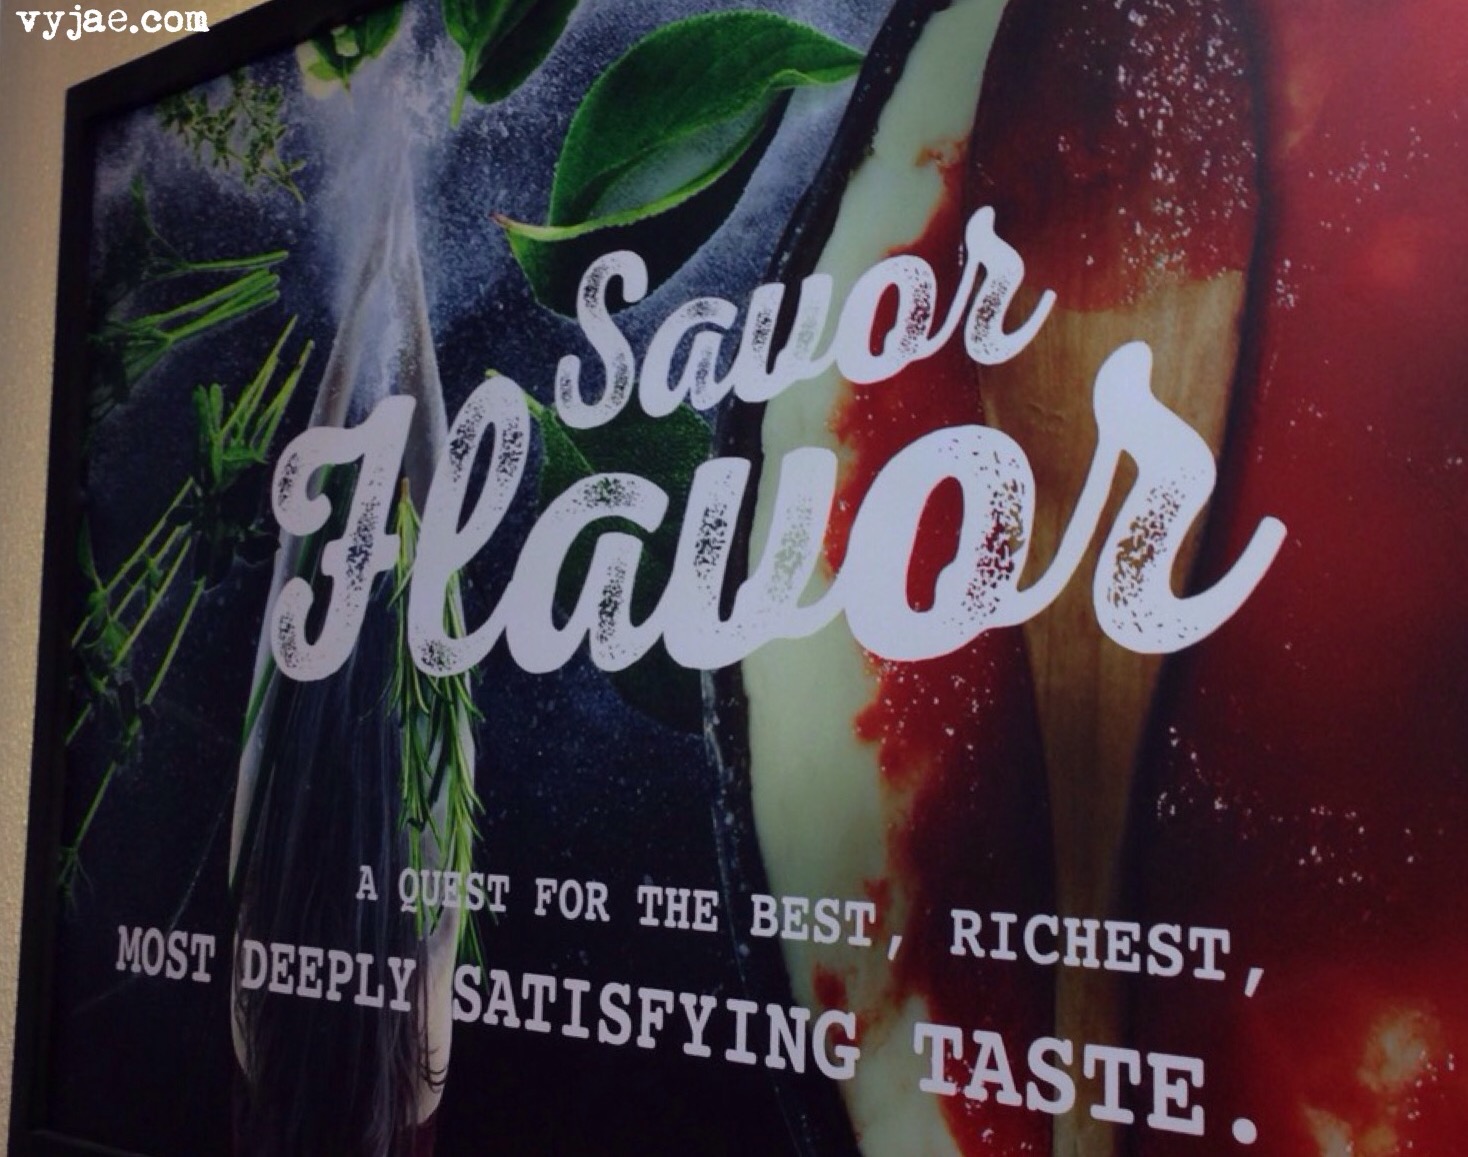 vyjae.com
Savor
Flavor
A QUEST FOR THE BEST, RICHEST,
MOST DEEPLY SATISFYING TASTE.